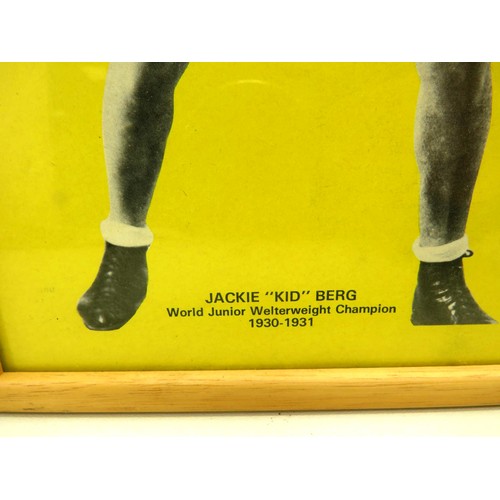 JACKIE "KID" BERG
World Junior Welterweight Champion
1930-1931